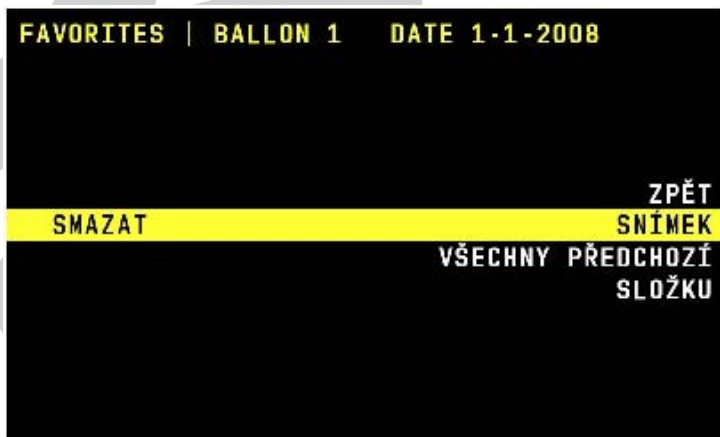 FAVORITES | BALLON 1 DATE 1-1-2008
ZPĚT
SMAZAT SNÍMEK
VŠECHNY PŘEDCHOZÍ
SLOŽKU